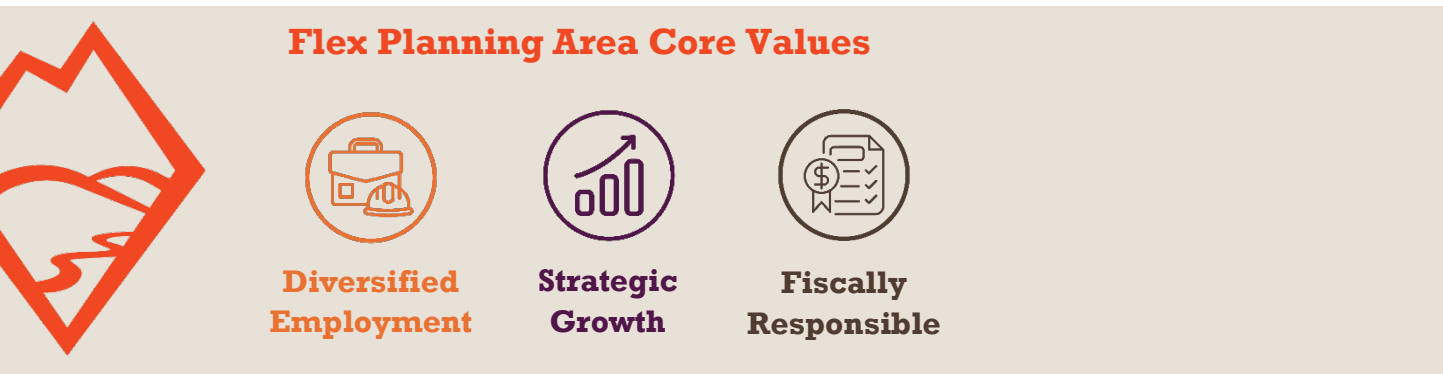 Flex Planning Area Core Values
Diversified
Employment
Strategic
Growth
Fiscally
Responsible